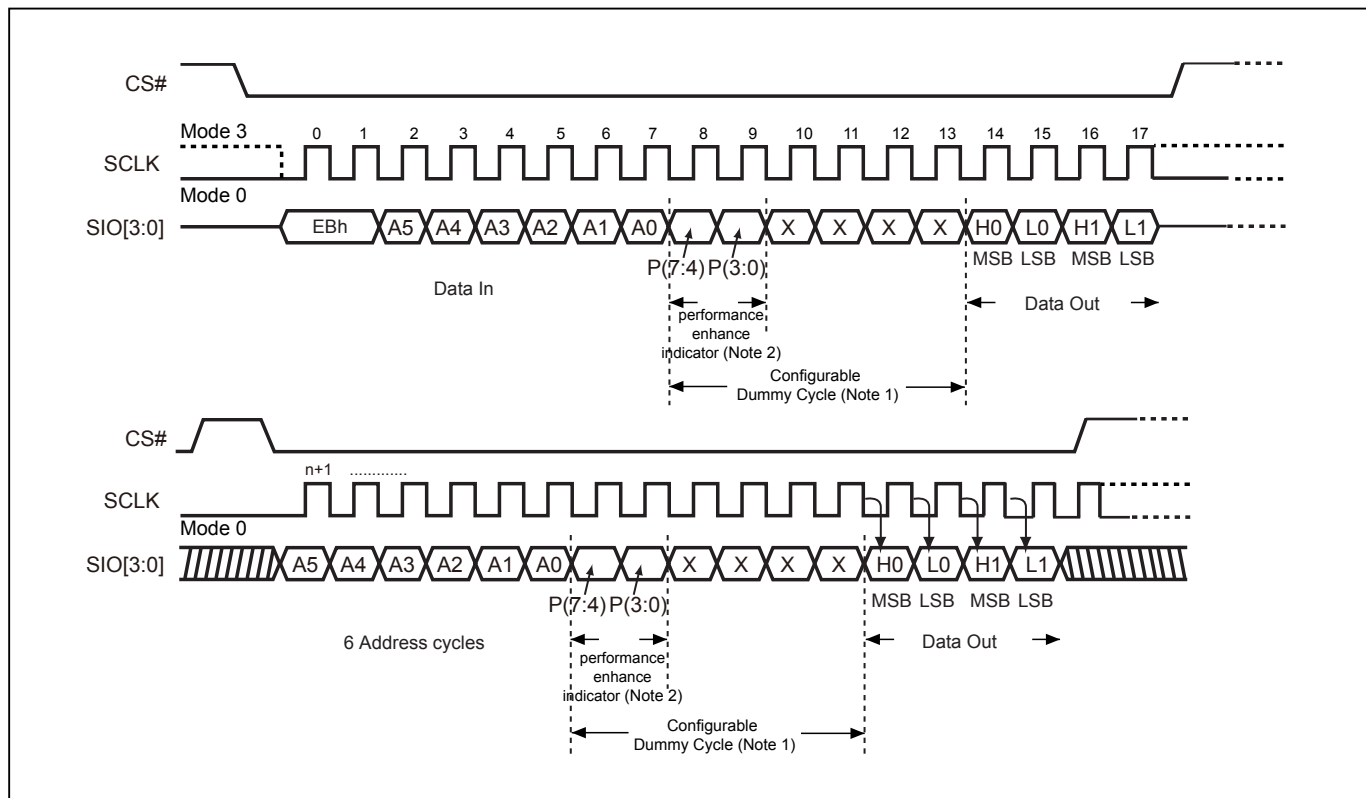 CS#
Mode 3
0 1 2 3 4 5 6 7 8 9 10 11 12 13 14 15 16 17
SCLK
Mode 0
SIO[3:0] EBh A5 A4 A3 A2 A1 A0 X X X X H0 L0 H1 L1
P(7:4) P(3:0) MSB LSB MSB LSB
Data In
Data Out
performance
enhance
indicator (Note 2)
Configurable
Dummy Cycle (Note 1)
CS#
n+1 .............
SCLK
Mode 0
SIO[3:0] A5 A4 A3 A2 A1 A0 X X X X H0 L0 H1 L1
P(7:4) P(3:0) MSB LSB MSB LSB
6 Address cycles
Data Out
performance
enhance
indicator (Note 2)
Configurable
Dummy Cycle (Note 1)